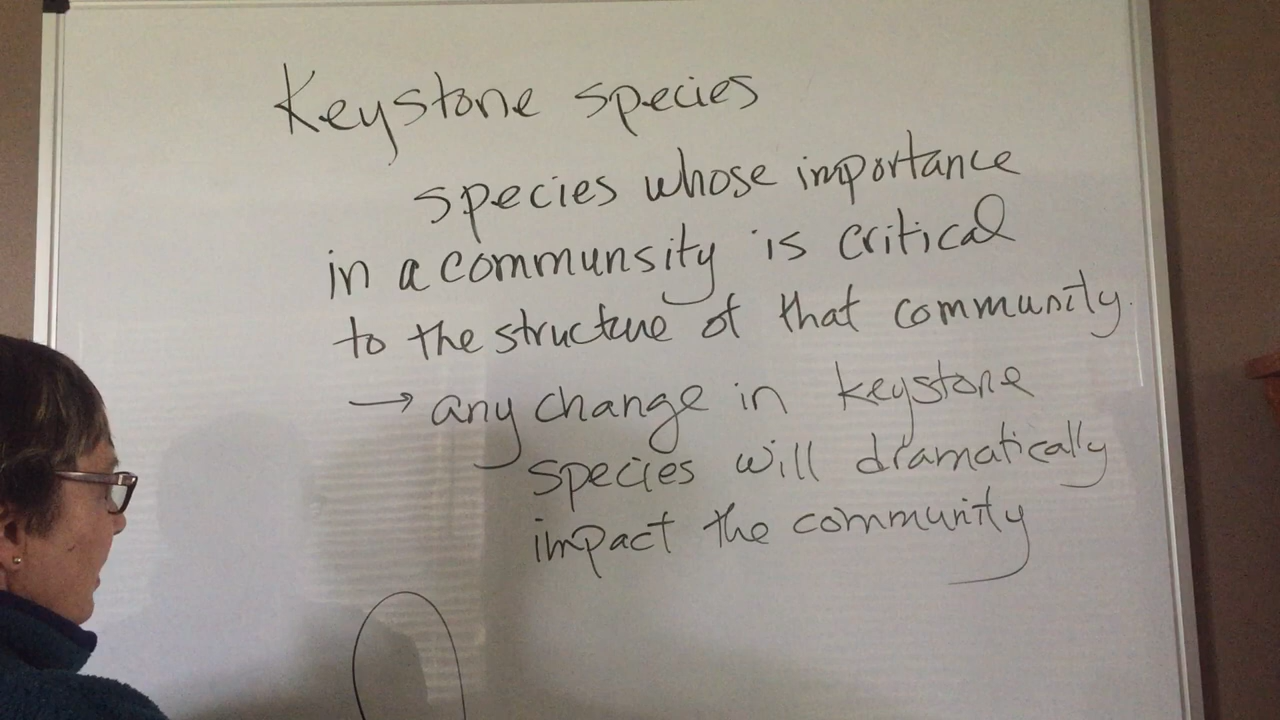 Keystone species
species whose importance
in a communsity is critical
to the structure of that community.
→ any change in keystone
species will dramatically
impact the community